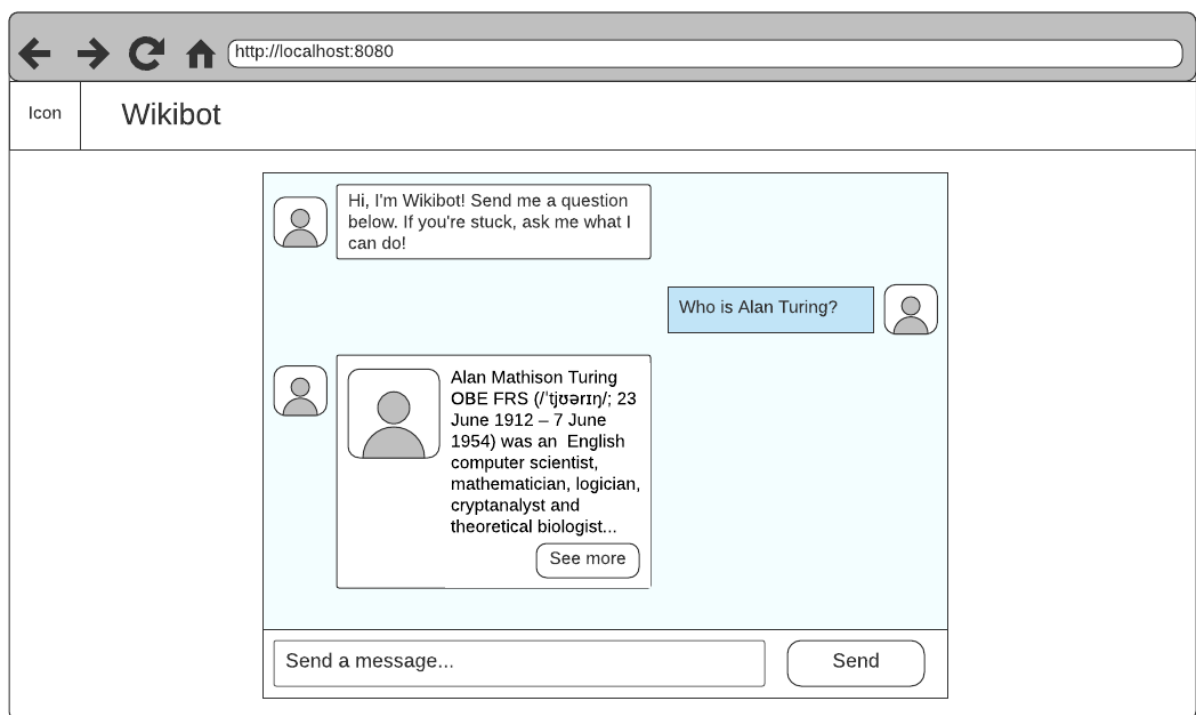 http://localhost:8080
Icon
Wikibot
Hi, I'm Wikibot! Send me a question
below. If you're stuck, ask me what I
can do!
Who is Alan Turing?
Alan Mathison Turing
OBE FRS (/ˈtjʊərɪŋ/; 23
June 1912 – 7 June
1954) was an  English
computer scientist,
mathematician, logician,
cryptanalyst and
theoretical biologist...
See more
Send a message...
Send